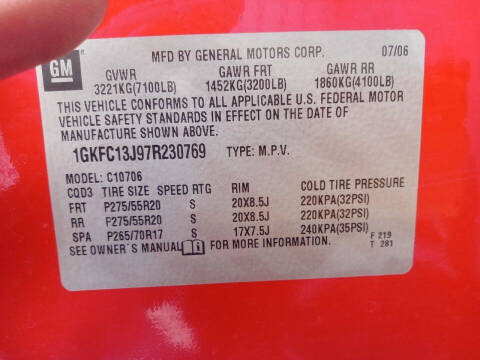 MFD BY GENERAL MOTORS CORP. 07/06
GM
GVWR GAWR FRT GAWR RR
3221KG(7100LB) 1452KG(3200LB) 1860KG(4100LB)
THIS VEHICLE CONFORMS TO ALL APPLICABLE U.S. FEDERAL MOTOR
VEHICLE SAFETY STANDARDS IN EFFECT ON THE DATE OF
MANUFACTURE SHOWN ABOVE.
1GKFC13J97R230769 TYPE: M.P.V.
MODEL: C10706
CQD3 TIRE SIZE SPEED RTG RIM COLD TIRE PRESSURE
FRT P275/55R20 S 20X8.5J 220KPA(32PSI)
RR P275/55R20 S 20X8.5J 220KPA(32PSI)
SPA P265/70R17 S 17X7.5J 240KPA(35PSI)
SEE OWNER'S MANUAL FOR MORE INFORMATION. F 219
T 281